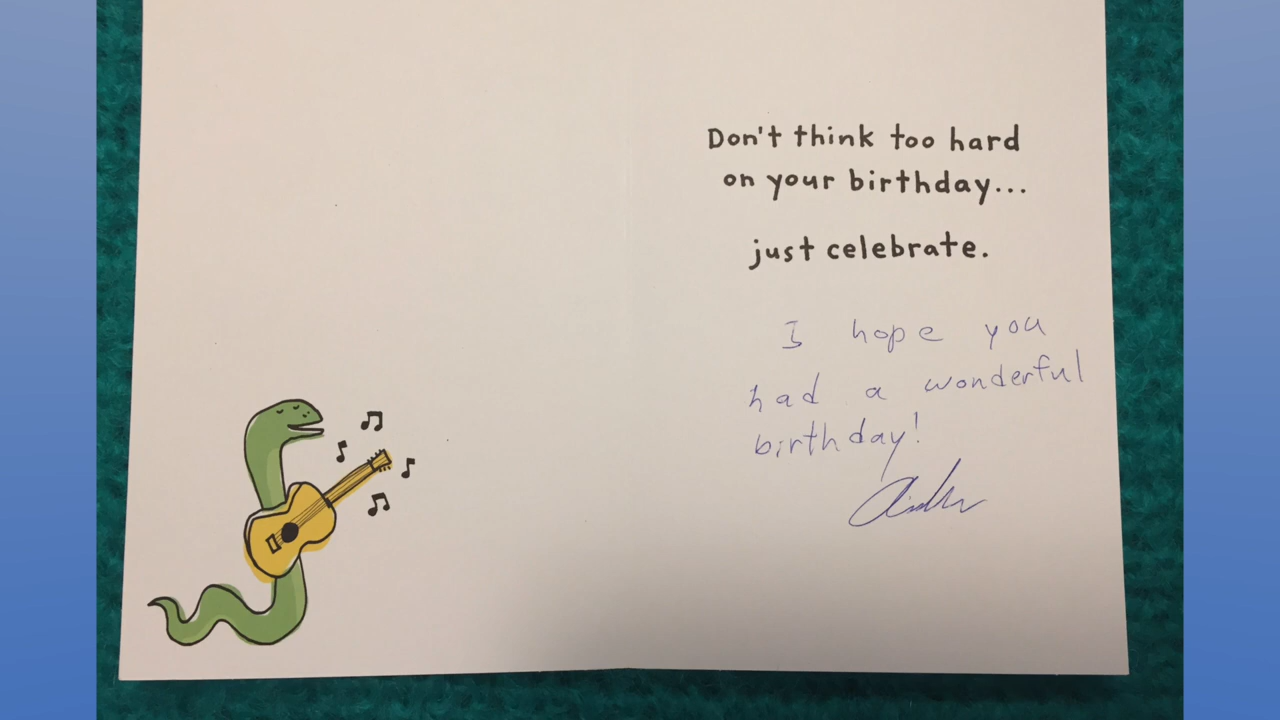 Don't think too hard
on your birthday...
just celebrate.
I hope you
had a wonderful
birthday!